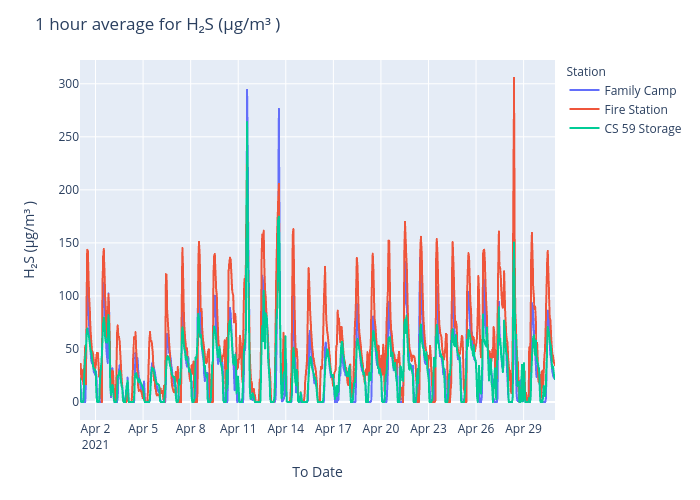 1 hour average for H₂S (µg/m³ )
Station
Family Camp
Fire Station
CS 59 Storage
H₂S (µg/m³ )
300
250
200
150
100
50
0
Apr 2 Apr 5 Apr 8 Apr 11 Apr 14 Apr 17 Apr 20 Apr 23 Apr 26 Apr 29
2021
To Date